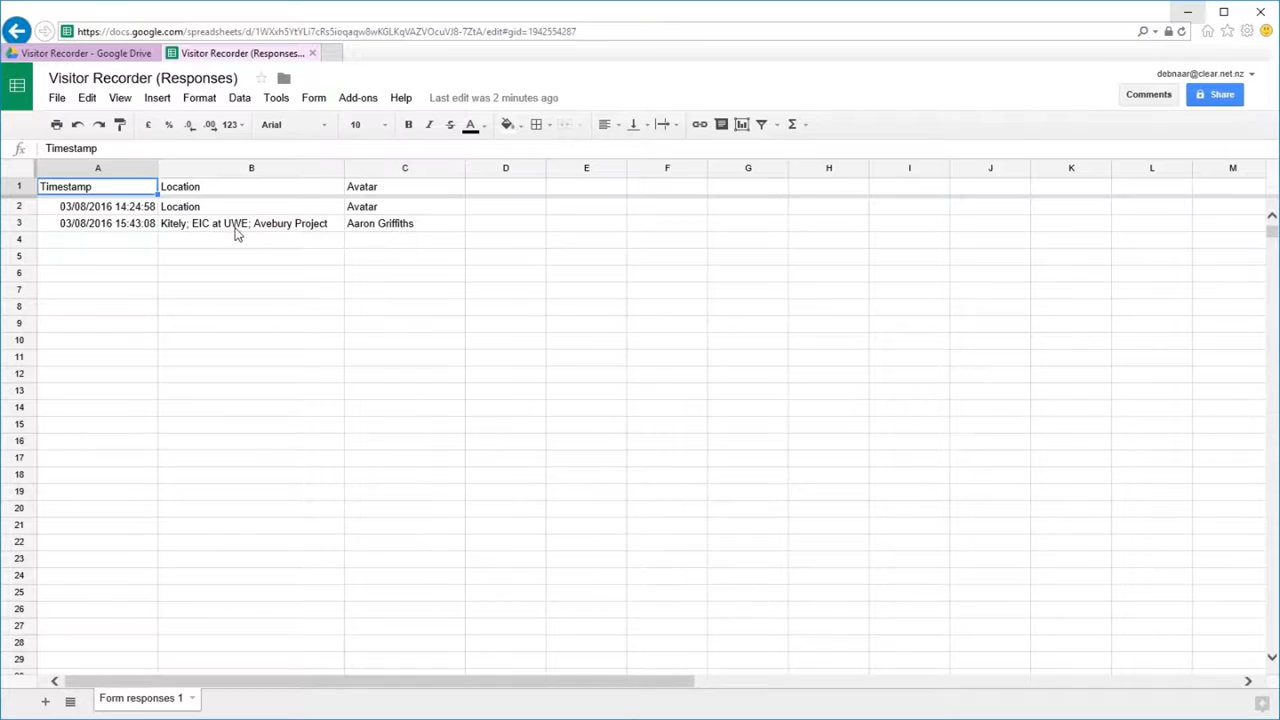 https://docs.google.com/spreadsheets/d/1WXxh5YtYLi7cRs5ioqaqw8wKGLKqVAZVOcuVJ8-7ZtA/edit#gid=1942554287
Visitor Recorder - Google Drive
Visitor Recorder (Responses...
Visitor Recorder (Responses)
debnaar@clear.net.nz
File Edit View Insert Format Data Tools Form Add-ons Help Last edit was 2 minutes ago
Comments
Share
£ % .0 .00 123 Arial 10 B I S A Σ
fx Timestamp
A B C D E F G H I J K L M
1 Timestamp Location Avatar
2 03/08/2016 14:24:58 Location Avatar
3 03/08/2016 15:43:08 Kitely; EIC at UWE; Avebury Project Aaron Griffiths
4
5
6
7
8
9
10
11
12
13
14
15
16
17
18
19
20
21
22
23
24
25
26
27
28
29
Form responses 1